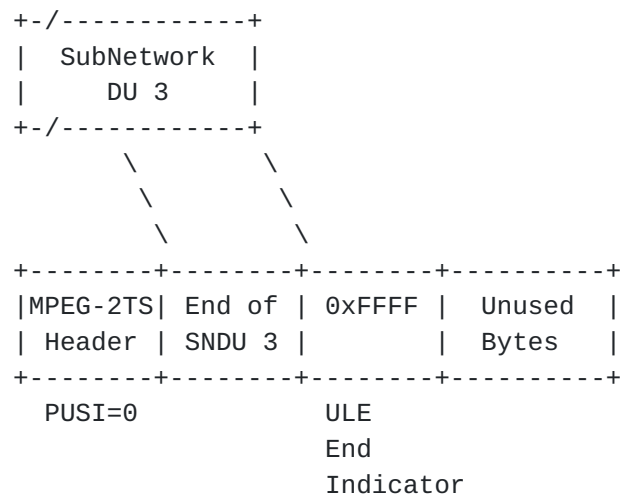 +-/------------+
|  SubNetwork  |
|     DU 3     |
+-/------------+
       \        \
        \        \
         \        \
+--------+--------+--------+----------+
|MPEG-2TS| End of | 0xFFFF |  Unused  |
| Header | SNDU 3 |        |  Bytes   |
+--------+--------+--------+----------+
  PUSI=0            ULE
                    End
                    Indicator